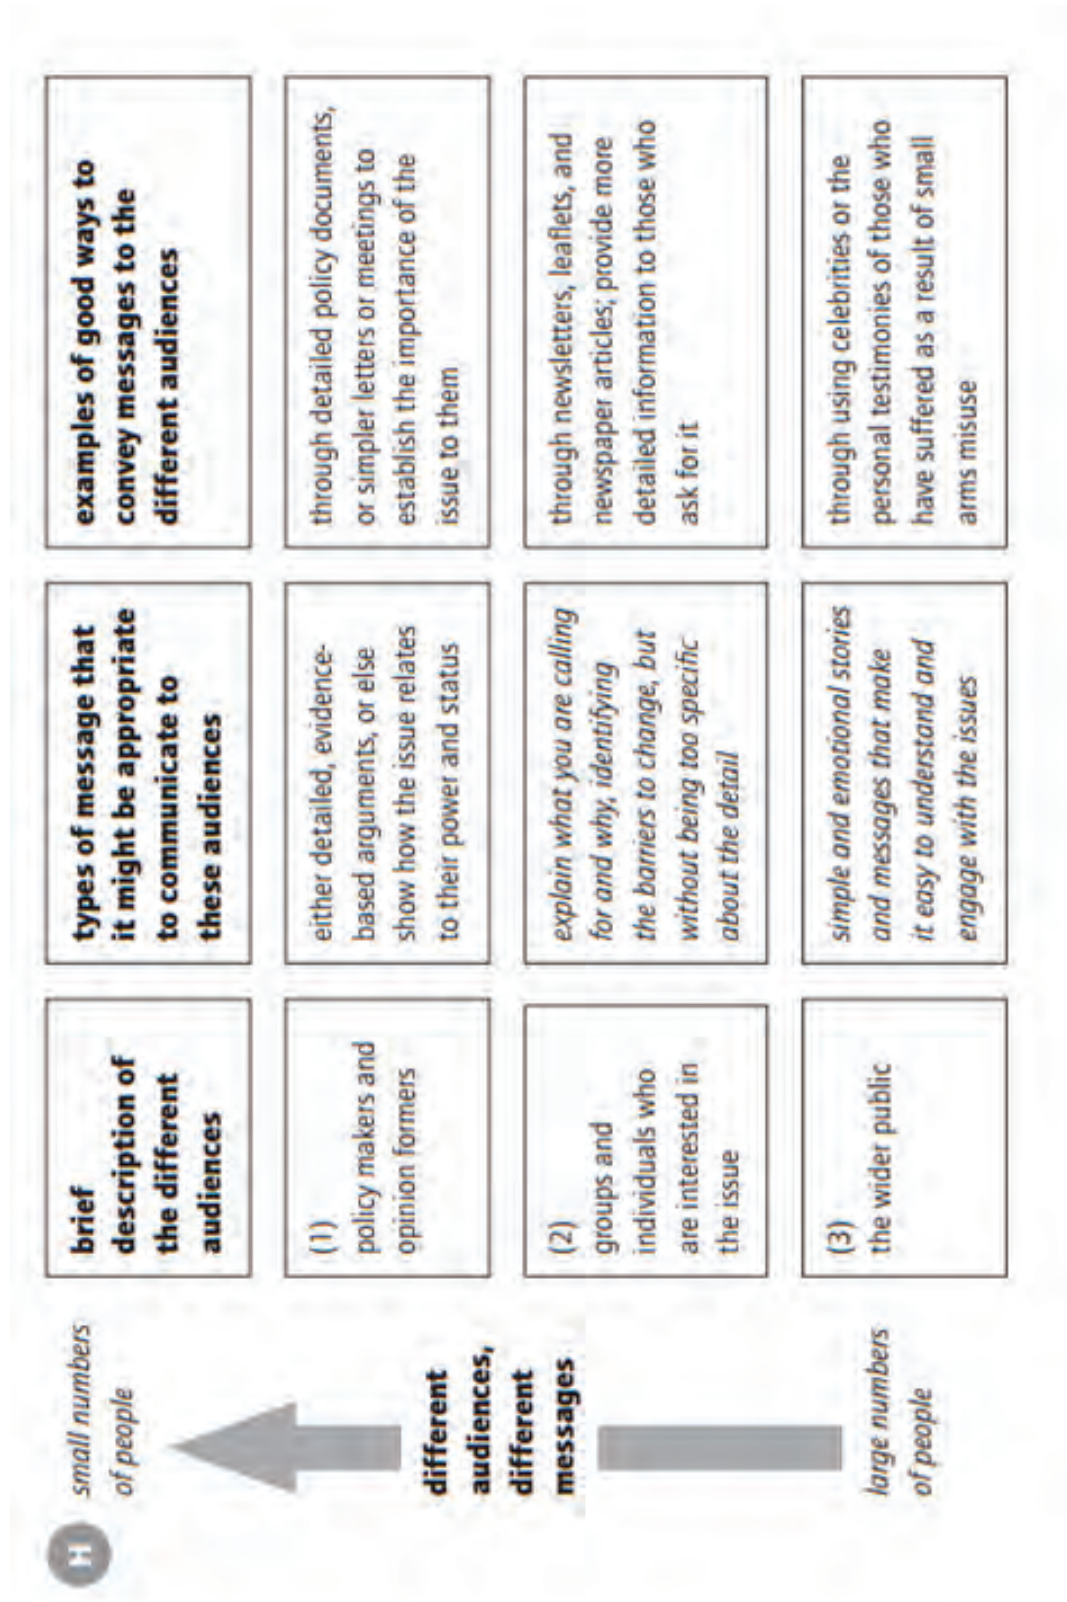 H
small numbers
of people
different
audiences,
different
messages
large numbers
of people
brief
description of
the different
audiences
types of message that
it might be appropriate
to communicate to
these audiences
examples of good ways to
convey messages to the
different audiences
(1)
policy makers and
opinion formers
either detailed, evidence-
based arguments, or else
show how the issue relates
to their power and status
through detailed policy documents,
or simpler letters or meetings to
establish the importance of the
issue to them
(2)
groups and
individuals who
are interested in
the issue
explain what you are calling
for and why, identifying
the barriers to change, but
without being too specific
about the detail
through newsletters, leaflets, and
newspaper articles; provide more
detailed information to those who
ask for it
(3)
the wider public
simple and emotional stories
and messages that make
it easy to understand and
engage with the issues
through using celebrities or the
personal testimonies of those who
have suffered as a result of small
arms misuse